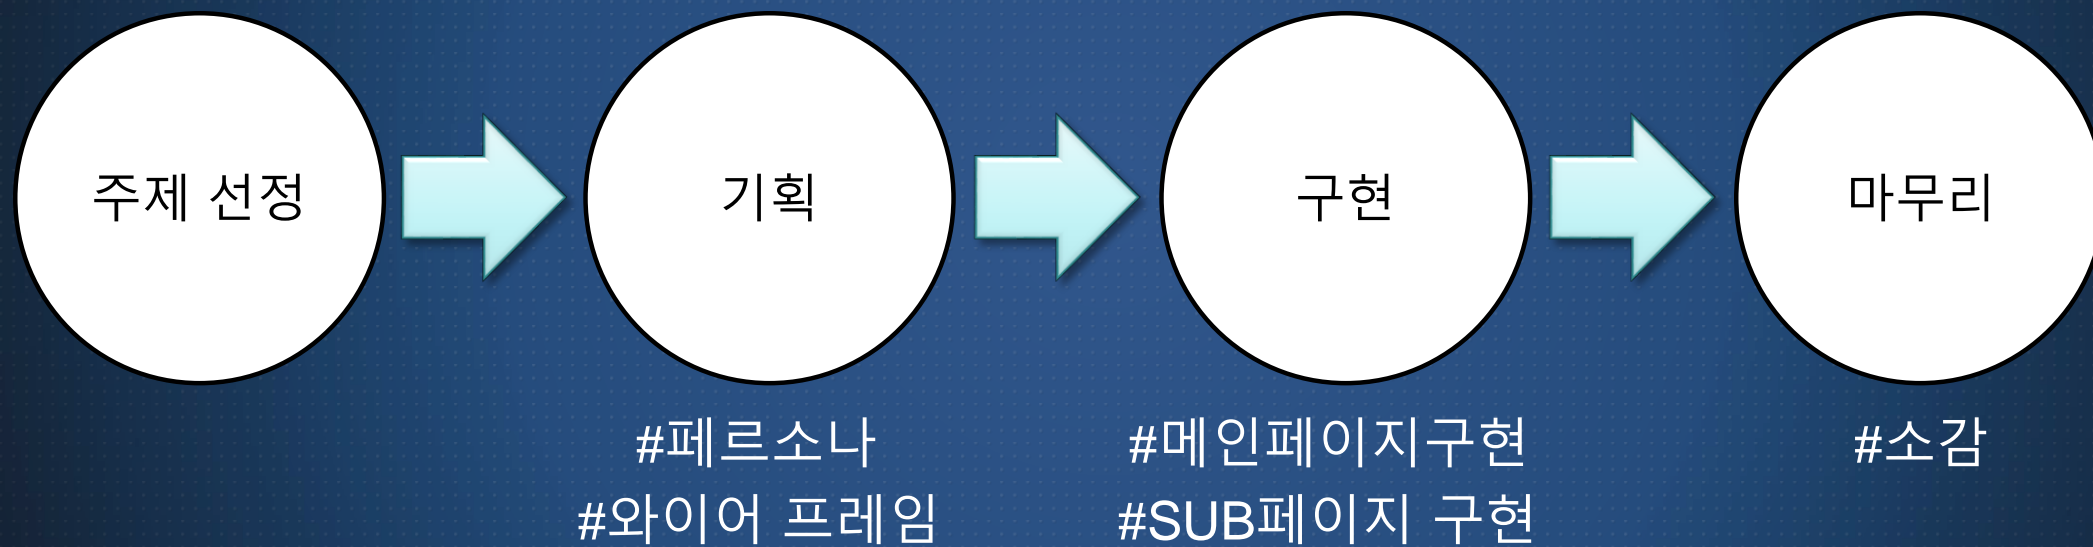 주제 선정
기획
구현
마무리
#페르소나
#와이어 프레임
#메인페이지구현
#SUB페이지 구현
#소감